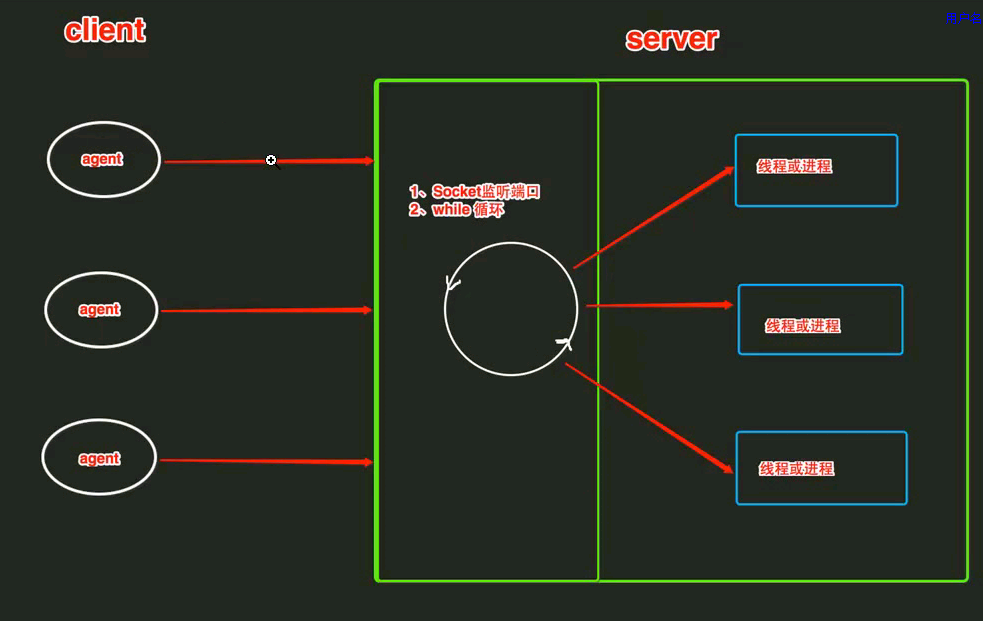 client
server
agent
1、Socket监听端口
2、while 循环
线程或进程
agent
线程或进程
agent
线程或进程